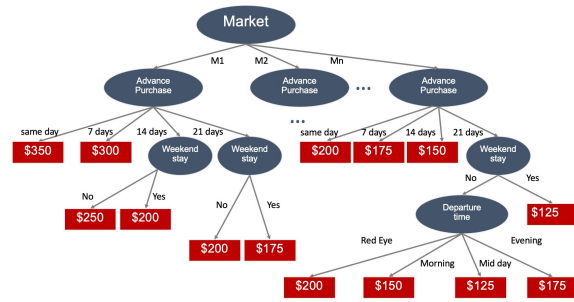 Market
M1
M2
Mn
Advance
Purchase
Advance
Purchase
...
Advance
Purchase
...
same day
7 days
14 days
21 days
same day
7 days
14 days
21 days
$350
$300
Weekend
stay
Weekend
stay
$200
$175
$150
Weekend
stay
No
Yes
No
Yes
No
Yes
$250
$200
$200
$175
Departure
time
$125
Red Eye
Morning
Mid day
Evening
$200
$150
$125
$175